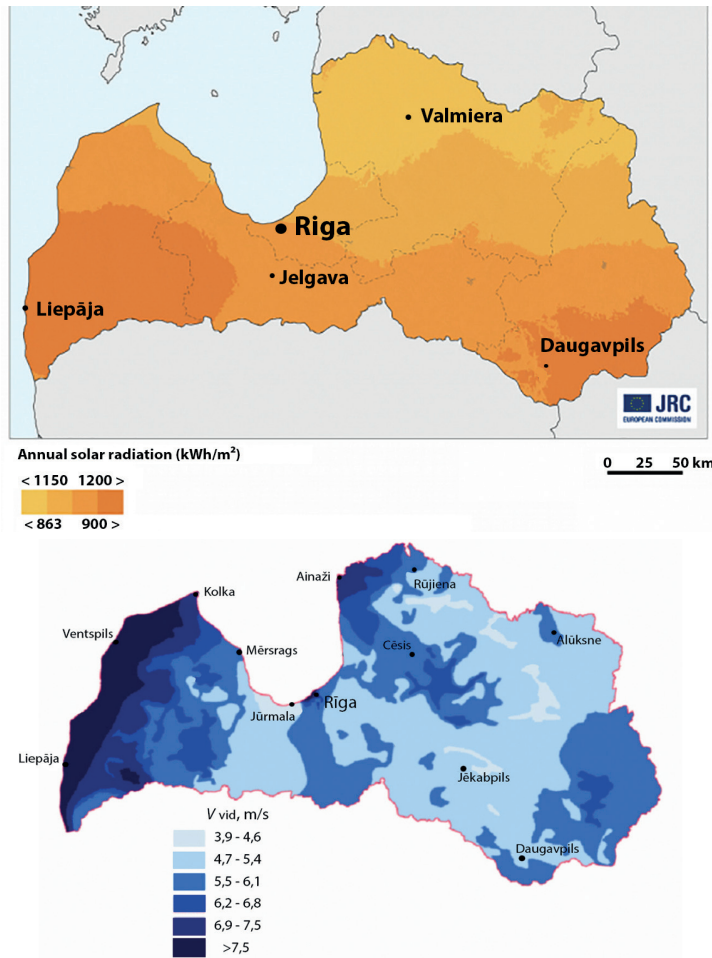 Valmiera
Riga
Jelgava
Liepāja
Daugavpils
JRC
EUROPEAN COMMISSION
Annual solar radiation (kWh/m²)
0 25 50 km
< 1150 1200 >
< 863 900 >
Ainaži
Rūjiena
Kolka
Ventspils
Alūksne
Mērsrags
Cēsis
Rīga
Jūrmala
Liepāja
Jēkabpils
V vid, m/s
3,9 - 4,6
4,7 - 5,4
5,5 - 6,1
Daugavpils
6,2 - 6,8
6,9 - 7,5
>7,5